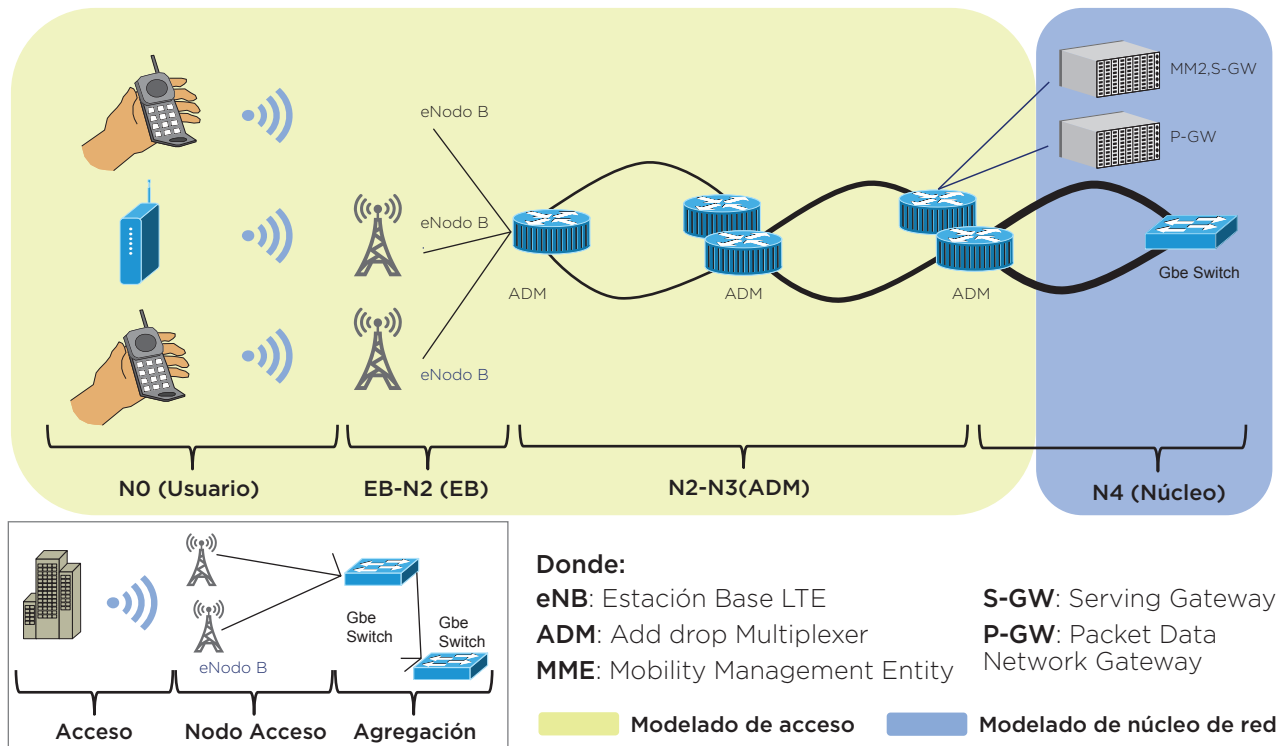 MM2,S-GW
eNodo B
P-GW
eNodo B
Gbe Switch
ADM
ADM
ADM
eNodo B
N0 (Usuario)
EB-N2 (EB)
N2-N3(ADM)
N4 (Núcleo)
Gbe
Switch
Gbe
Switch
eNodo B
Acceso
Nodo Acceso
Agregación
Donde:
eNB: Estación Base LTE
ADM: Add drop Multiplexer
MME: Mobility Management Entity
S-GW: Serving Gateway
P-GW: Packet Data
Network Gateway
Modelado de acceso
Modelado de núcleo de red